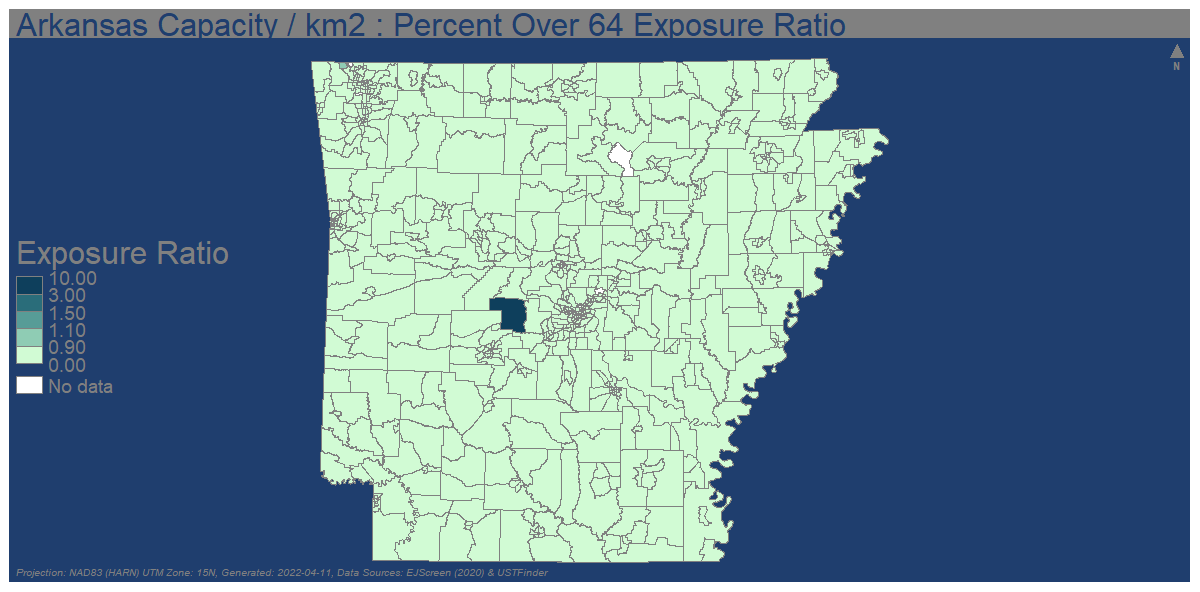 Arkansas Capacity / km2 : Percent Over 64 Exposure Ratio
N
Exposure Ratio
10.00
3.00
1.50
1.10
0.90
0.00
No data
Projection: NAD83 (HARN) UTM Zone: 15N, Generated: 2022-04-11, Data Sources: EJScreen (2020) & USTFinder